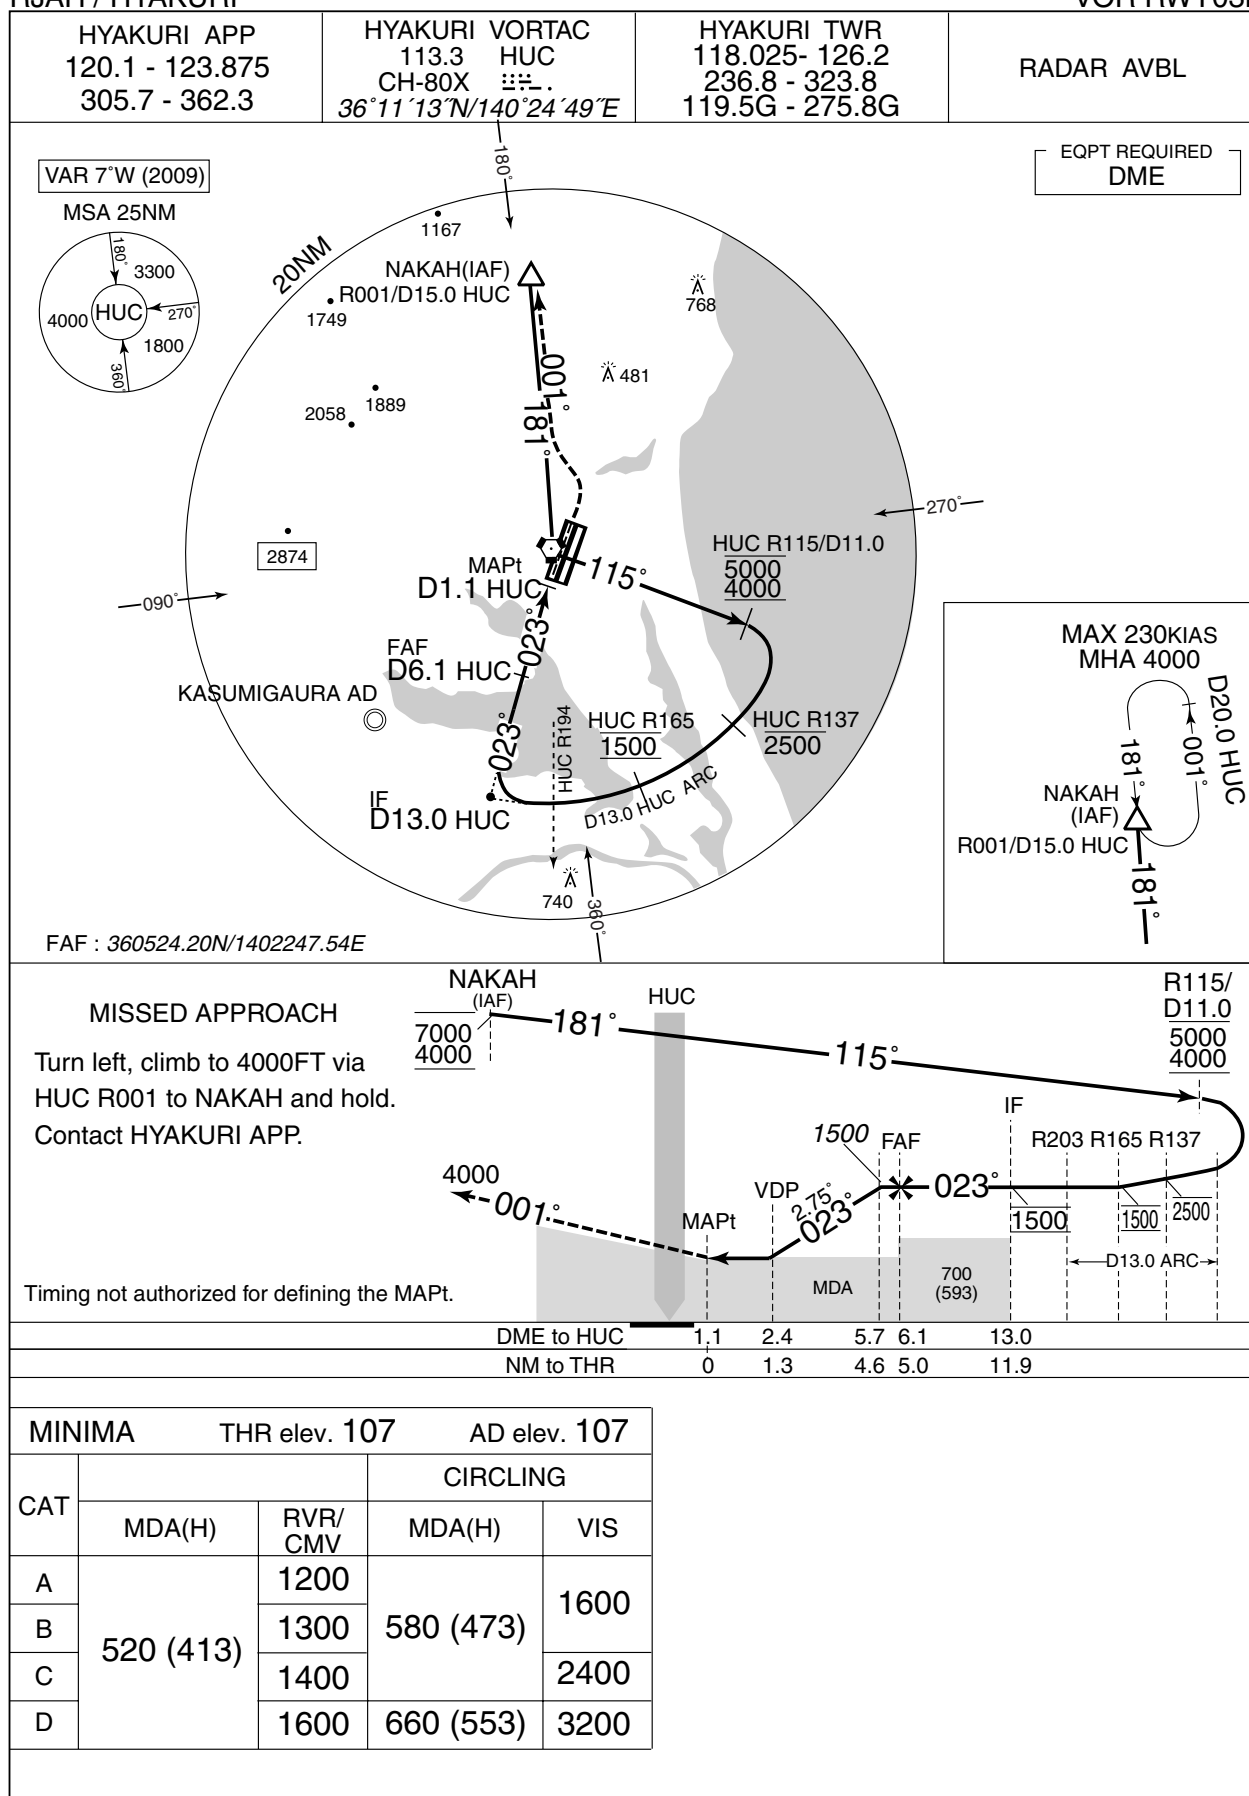 HYAKURI APP
120.1 - 123.875
305.7 - 362.3
HYAKURI VORTAC
113.3 HUC
CH-80X
36°11´13˝N/140°24´49˝E
HYAKURI TWR
118.025- 126.2
236.8 - 323.8
119.5G - 275.8G
RADAR AVBL
VAR 7°W (2009)
MSA 25NM
180°
3300
4000
HUC
270°
1800
360°
EQPT REQUIRED
DME
180°
20NM
1167
NAKAH(IAF)
R001/D15.0 HUC
1749
768
001°
481
2058
1889
181°
270°
2874
HUC R115/D11.0
5000
4000
115°
MAPt
D1.1 HUC
090°
023°
FAF
D6.1 HUC
KASUMIGAURA AD
HUC R194
HUC R165
1500
HUC R137
2500
023°
IF
D13.0 HUC
D13.0 HUC ARC
740
360°
FAF : 360524.20N/1402247.54E
MAX 230KIAS
MHA 4000
D20.0 HUC
181°
001°
NAKAH
(IAF)
R001/D15.0 HUC
181°
MISSED APPROACH
Turn left, climb to 4000FT via
HUC R001 to NAKAH and hold.
Contact HYAKURI APP.
NAKAH
(IAF)
7000
4000
181°
HUC
115°
R115/
D11.0
5000
4000
IF
1500
FAF
R203 R165 R137
4000
001°
VDP
2.75°
023°
023°
1500
1500
2500
MAPt
D13.0 ARC
MDA
700
(593)
Timing not authorized for defining the MAPt.
DME to HUC 1.1 2.4 5.7 6.1 13.0
NM to THR 0 1.3 4.6 5.0 11.9
MINIMA THR elev. 107 AD elev. 107
CAT
CIRCLING
MDA(H)
RVR/
CMV
MDA(H)
VIS
A 1200
1600
B 1300
520 (413)
580 (473)
C 1400 2400
D 1600 660 (553) 3200